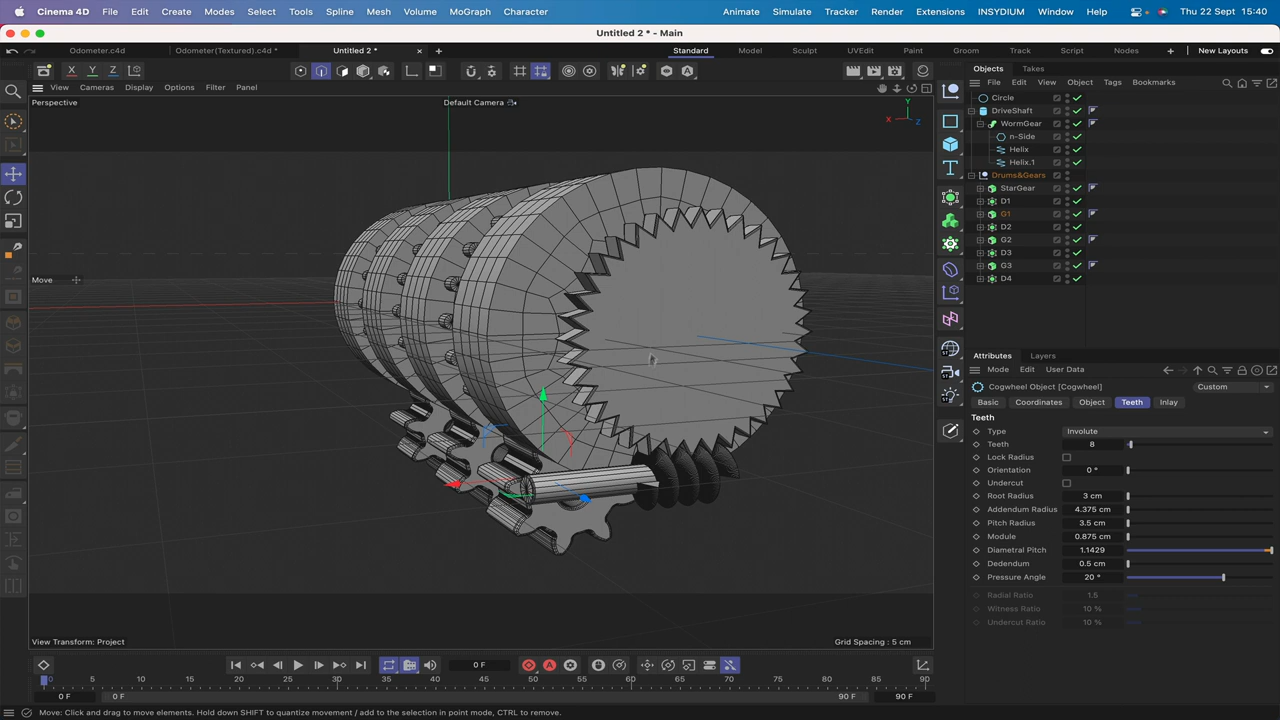 Cinema 4D File Edit Create Modes Select Tools Spline Mesh Volume MoGraph Character Animate Simulate Tracker Render Extensions INSYDIUM Window Help Thu 22 Sept 15:40
Untitled 2 * - Main
Odometer.c4d Odometer(Textured).c4d * Untitled 2 * Standard Model Sculpt UVEdit Paint Groom Track Script Nodes New Layouts
X Y Z
Objects Takes
View Cameras Display Options Filter Panel
File Edit View Object Tags Bookmarks
Perspective
Default Camera
Y
X
Z
Circle
DriveShaft
WormGear
n-Side
Helix
Helix.1
Drums&Gears
StarGear
D1
G1
D2
G2
D3
G3
D4
Move
Attributes Layers
Mode Edit User Data
Cogwheel Object [Cogwheel] Custom
Basic Coordinates Object Teeth Inlay
Teeth
Type Involute
Teeth 8
Lock Radius
Orientation 0 °
Undercut
Root Radius 3 cm
Addendum Radius 4.375 cm
Pitch Radius 3.5 cm
Module 0.875 cm
Diametral Pitch 1.1429
Dedendum 0.5 cm
Pressure Angle 20 °
Radial Ratio 1.5
Witness Ratio 10 %
Undercut Ratio 10 %
View Transform: Project
Grid Spacing : 5 cm
0 F
0 5 10 15 20 25 30 35 40 45 50 55 60 65 70 75 80 85 90
0 F 0 F 90 F 90 F
Move: Click and drag to move elements. Hold down SHIFT to quantize movement / add to the selection in point mode, CTRL to remove.